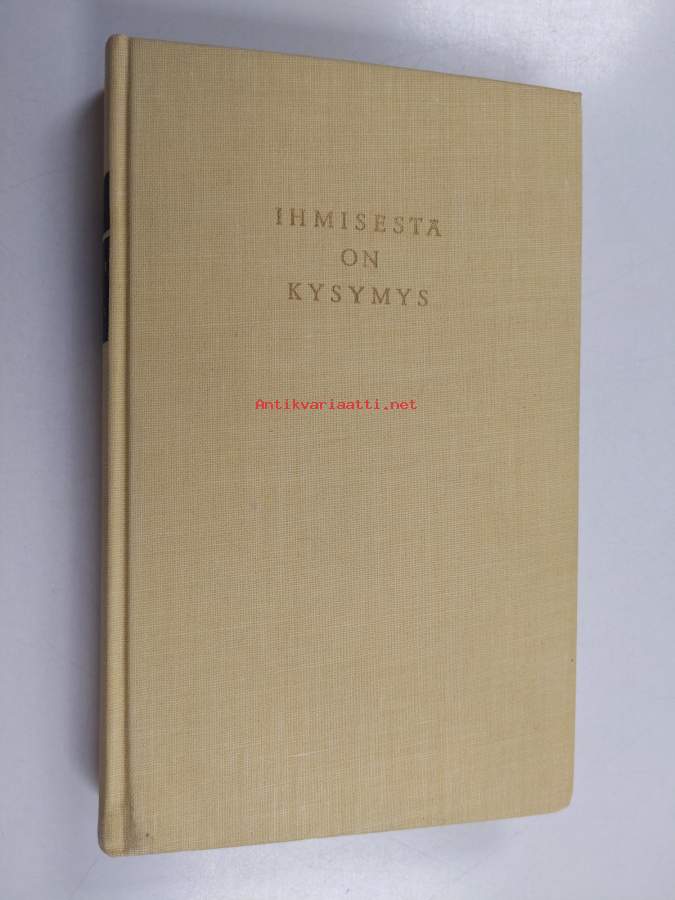 IHMISESTÄ
ON
KYSYMYS
Antikvariaatti.net